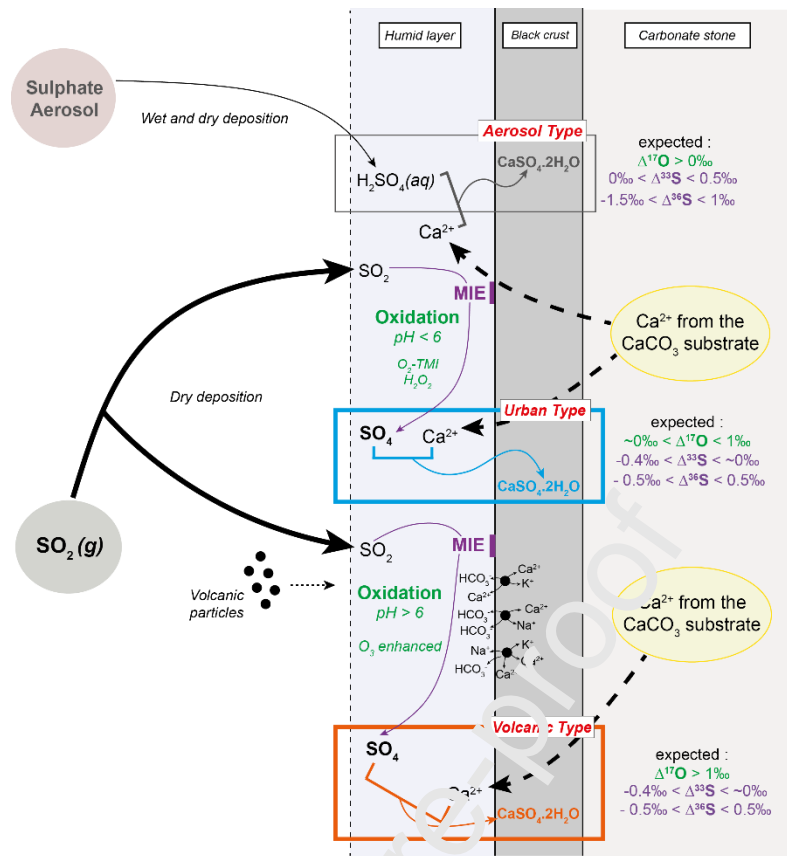 Humid layer
Black crust
Carbonate stone
Sulphate
Aerosol
Wet and dry deposition
Aerosol Type
H₂SO₄(aq)
CaSO₄.2H₂O
Ca²⁺
expected :
Δ¹⁷O > 0‰
0‰ < Δ³³S < 0.5‰
-1.5‰ < Δ³⁶S < 1‰
SO₂
MIE
Oxidation
pH < 6
O₂-TMI
H₂O₂
Ca²⁺ from the
CaCO₃ substrate
Dry deposition
Urban Type
SO₄
Ca²⁺
CaSO₄.2H₂O
expected :
~0‰ < Δ¹⁷O < 1‰
-0.4‰ < Δ³³S < ~0‰
- 0.5‰ < Δ³⁶S < 0.5‰
SO₂ (g)
SO₂
MIE
Volcanic
particles
Oxidation
pH > 6
O₃ enhanced
HCO₃⁻
Ca²⁺
Ca²⁺
K⁺
HCO₃⁻
HCO₃⁻
Ca²⁺
Na⁺
Na⁺
K⁺
HCO₃⁻
Ca²⁺
Ca²⁺ from the
CaCO₃ substrate
Volcanic Type
SO₄
Ca²⁺
CaSO₄.2H₂O
expected :
Δ¹⁷O > 1‰
-0.4‰ < Δ³³S < ~0‰
- 0.5‰ < Δ³⁶S < 0.5‰
re-proof